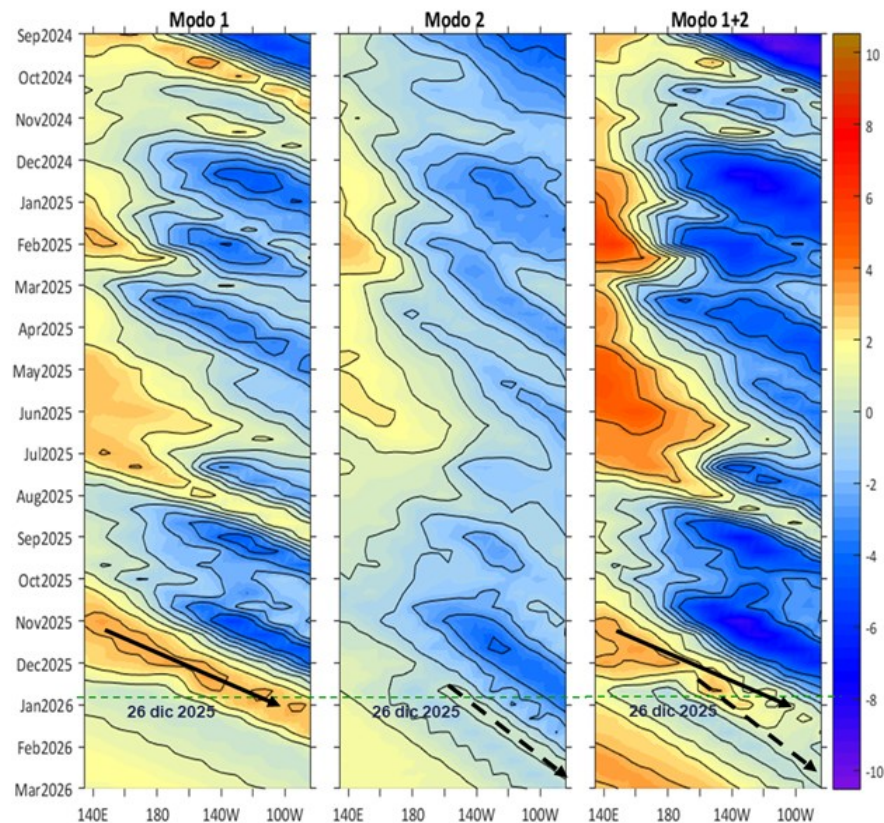 Modo 1
Modo 2
Modo 1+2
Sep2024
Oct2024
Nov2024
Dec2024
Jan2025
Feb2025
Mar2025
Apr2025
May2025
Jun2025
Jul2025
Aug2025
Sep2025
Oct2025
Nov2025
Dec2025
Jan2026
Feb2026
Mar2026
26 dic 2025
26 dic 2025
26 dic 2025
140E 180 140W 100W
140E 180 140W 100W
140E 180 140W 100W
10
8
6
4
2
0
-2
-4
-6
-8
-10